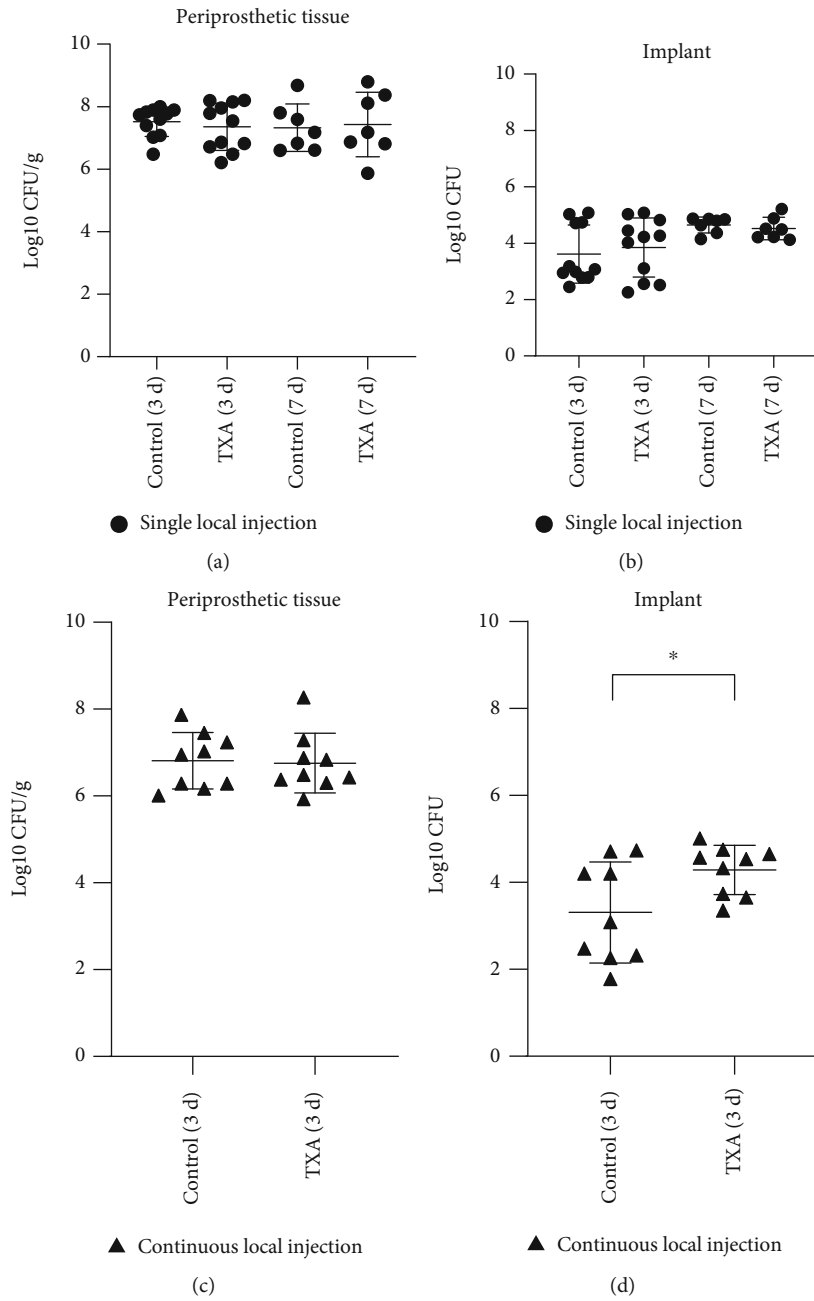 Periprosthetic tissue
10
8
6
4
2
0
Log10 CFU/g
Control (3 d)
TXA (3 d)
Control (7 d)
TXA (7 d)
Single local injection
(a)
Implant
10
8
6
4
2
0
Log10 CFU
Control (3 d)
TXA (3 d)
Control (7 d)
TXA (7 d)
Single local injection
(b)
Periprosthetic tissue
10
8
6
4
2
0
Log10 CFU/g
Control (3 d)
TXA (3 d)
Continuous local injection
(c)
Implant
10
8
6
4
2
0
Log10 CFU
*
Control (3 d)
TXA (3 d)
Continuous local injection
(d)